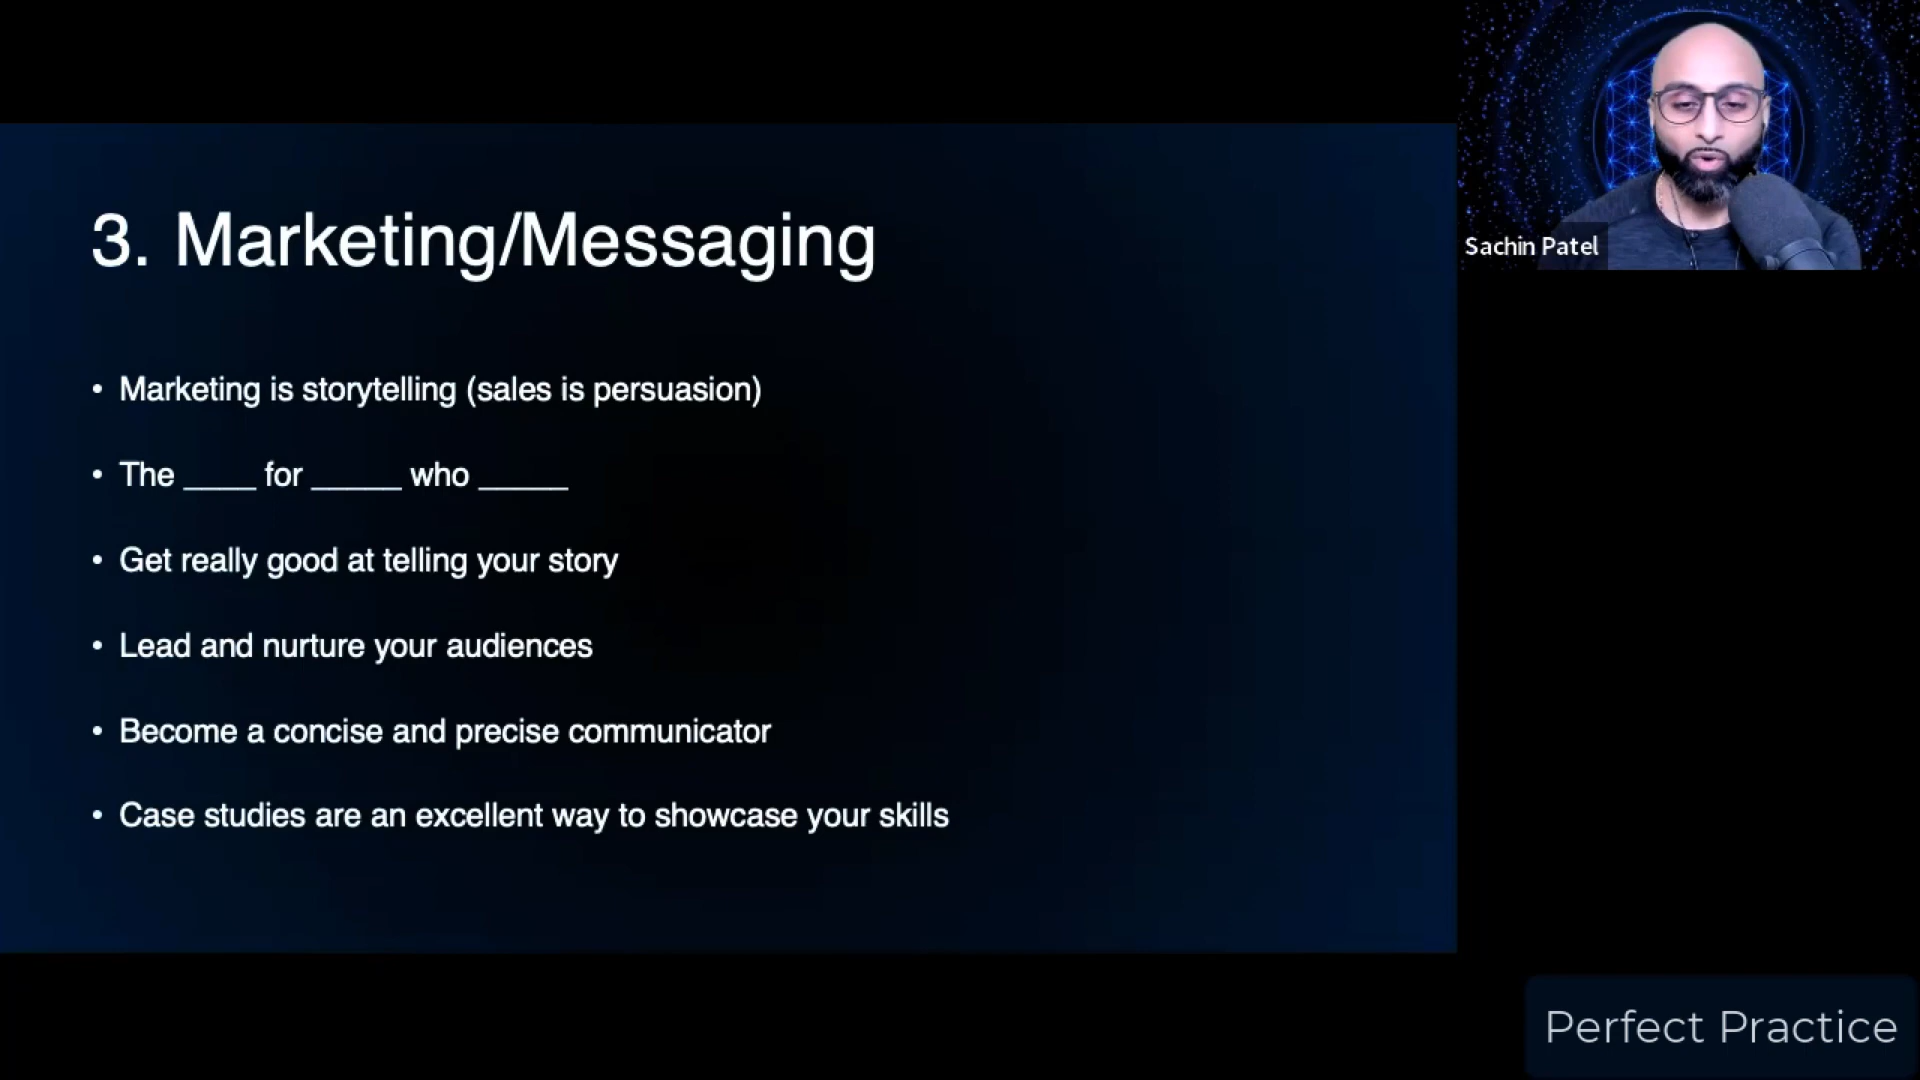 3. Marketing/Messaging
• Marketing is storytelling (sales is persuasion)
• The ____ for _____ who _____
• Get really good at telling your story
• Lead and nurture your audiences
• Become a concise and precise communicator
• Case studies are an excellent way to showcase your skills
Sachin Patel
Perfect Practice